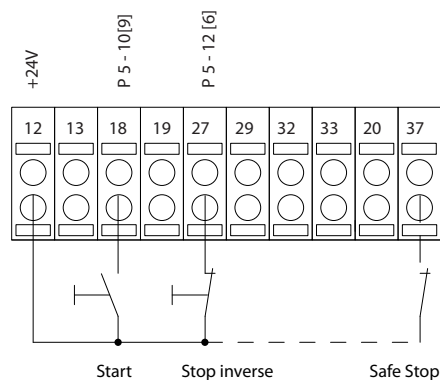 +24V
P 5 - 10[9]
P 5 - 12 [6]
12 13 18 19 27 29 32 33 20 37
Start Stop inverse Safe Stop